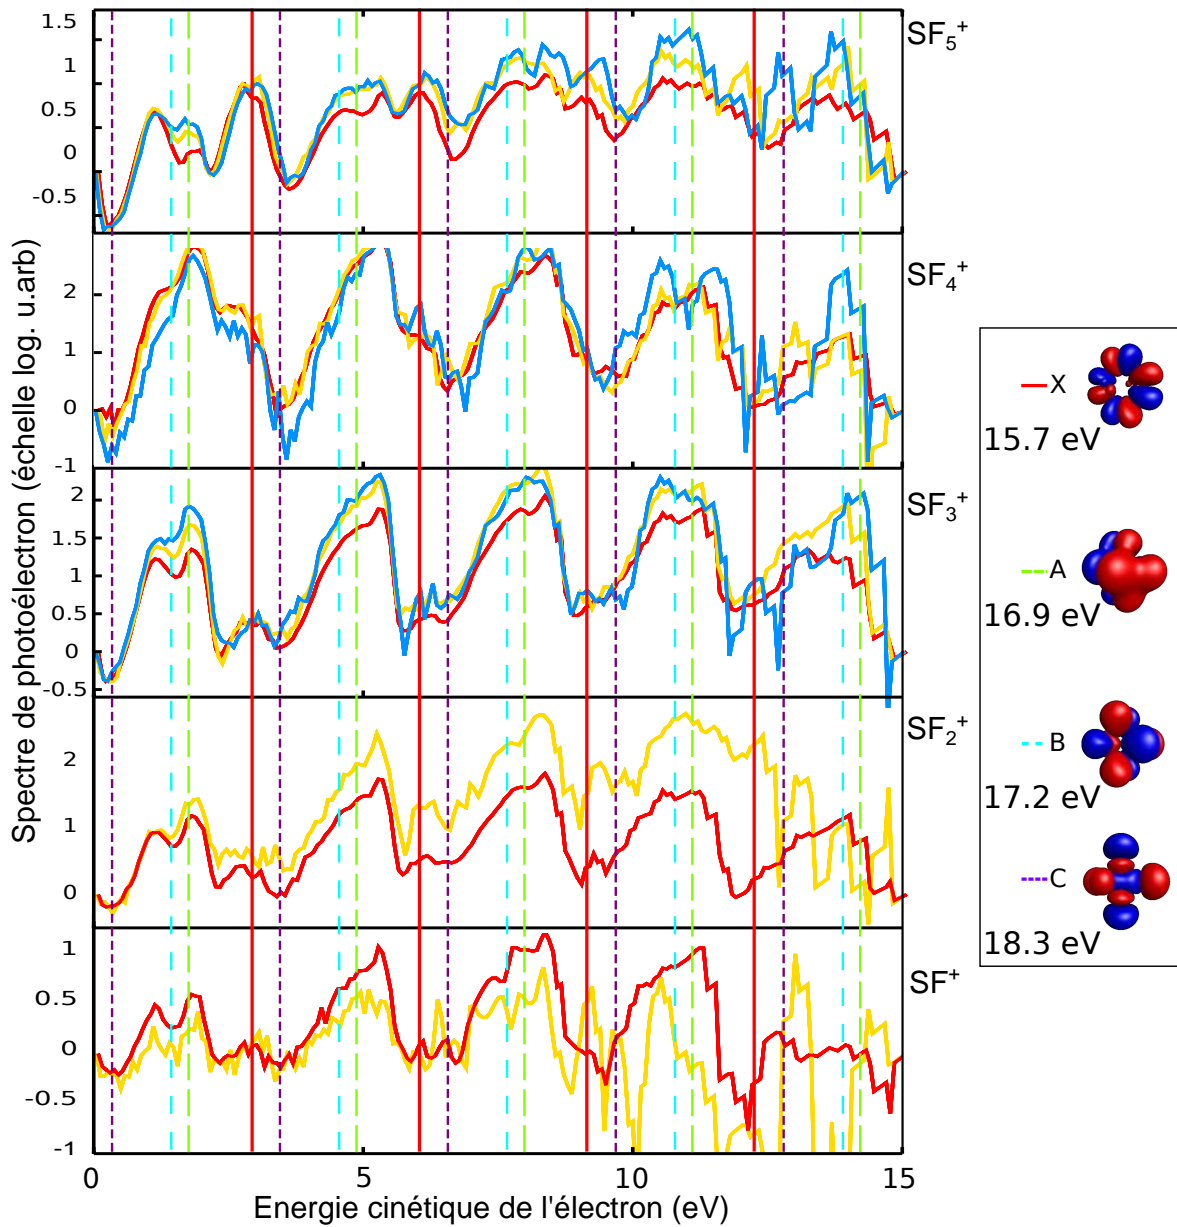 Spectre de photoélectron (échelle log. u.arb)
1.5
1
0.5
0
-0.5
SF5+
2
1
0
-1
SF4+
2
1.5
1
0.5
0
-0.5
SF3+
2
1
0
SF2+
1
0.5
0
-0.5
-1
SF+
0
5
10
15
Energie cinétique de l'électron (eV)
X
15.7 eV
A
16.9 eV
B
17.2 eV
C
18.3 eV